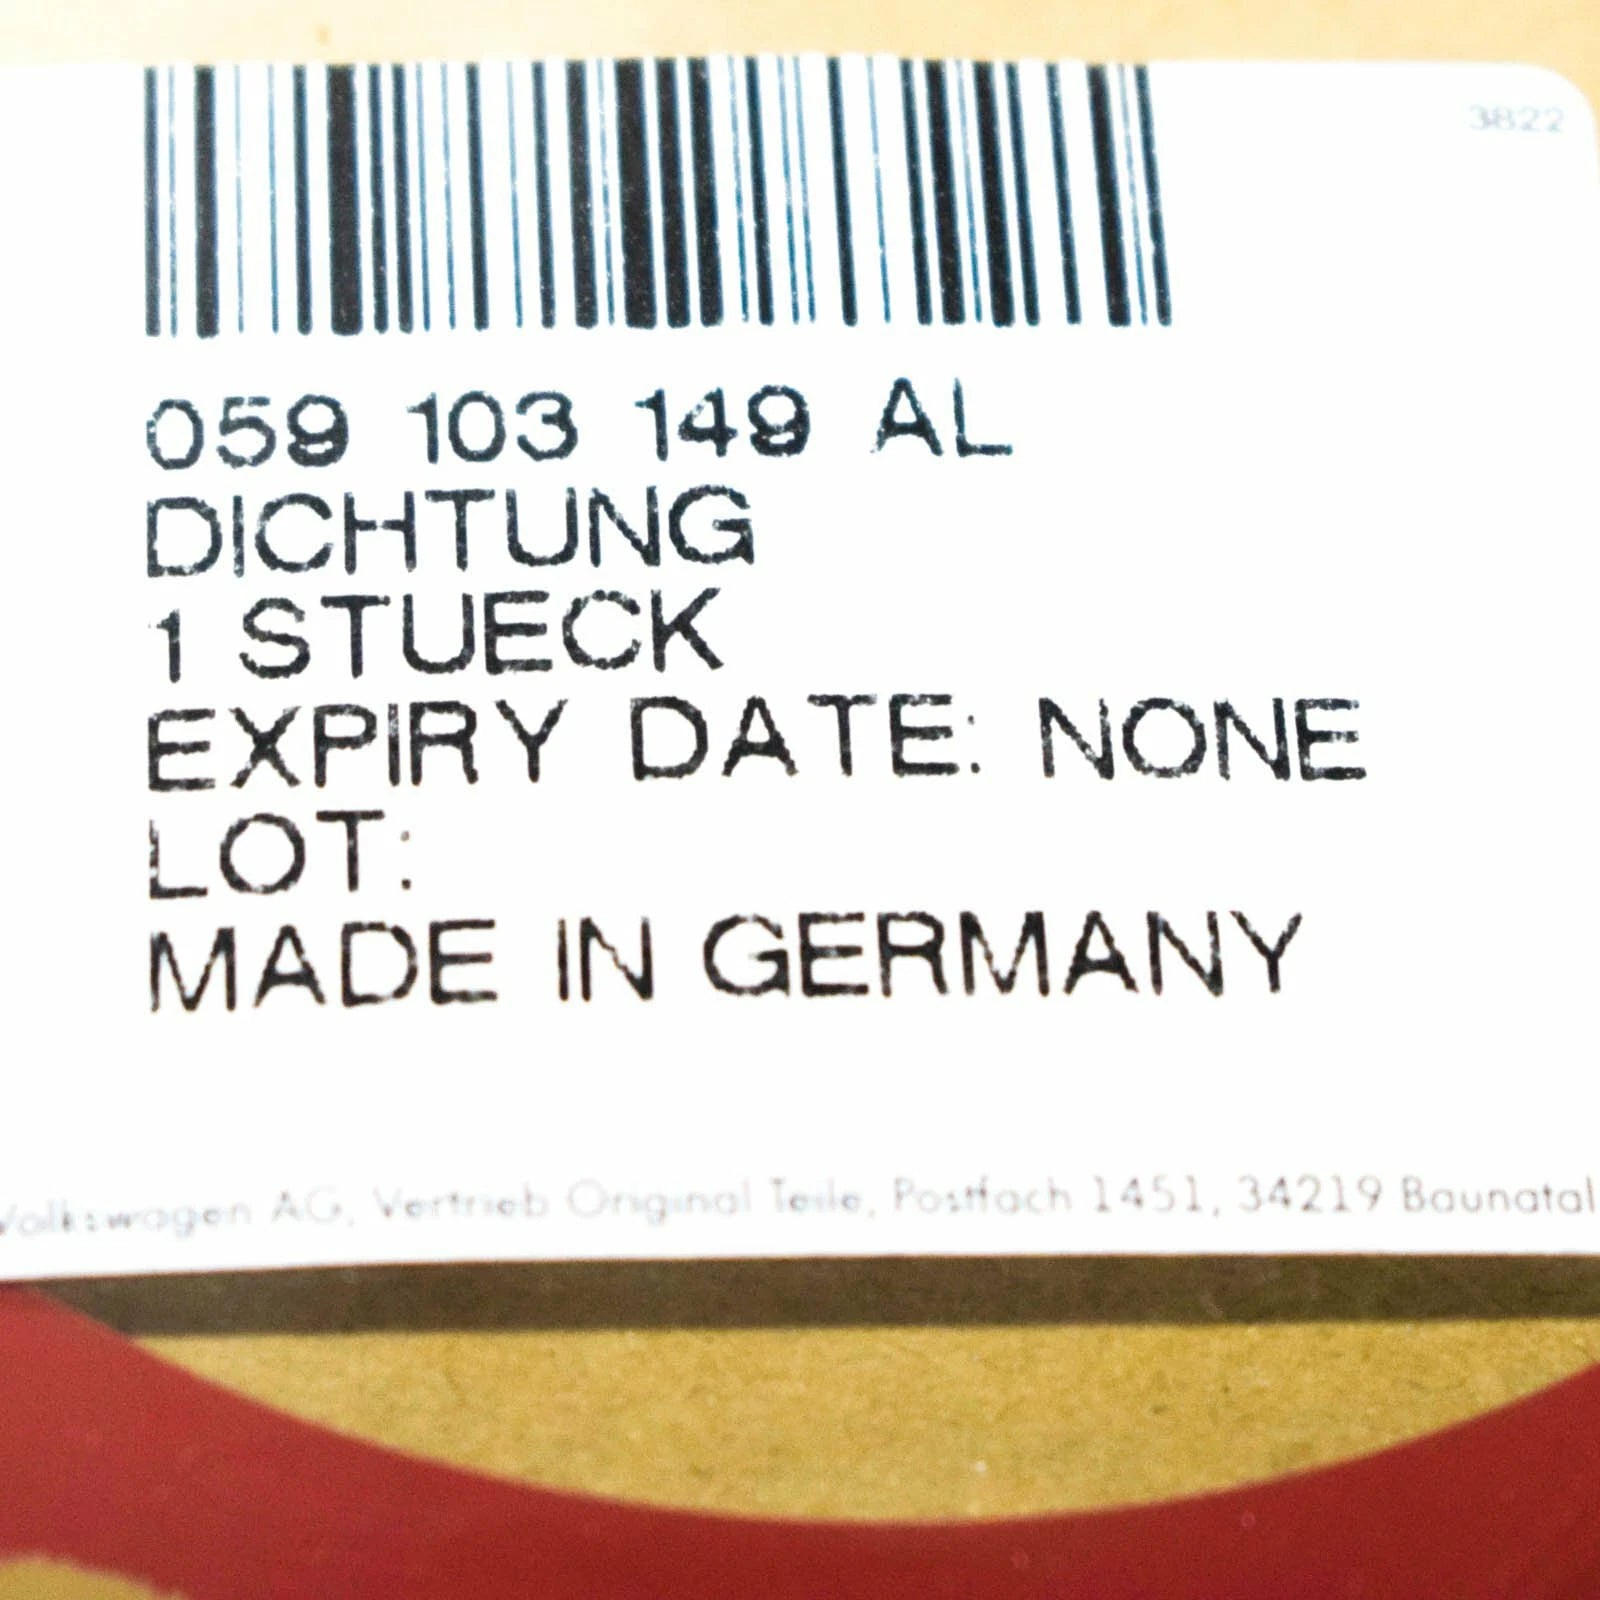 3822
059 103 149 AL
DICHTUNG
1 STUECK
EXPIRY DATE: NONE
LOT:
MADE IN GERMANY
Volkswagen AG, Vertrieb Original Teile, Postfach 1451, 34219 Baunatal